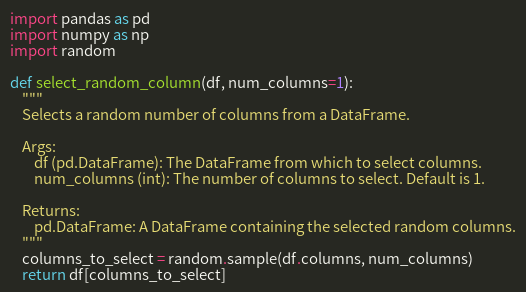 import pandas as pd
import numpy as np
import random

def select_random_column(df, num_columns=1):
    """
    Selects a random number of columns from a DataFrame.

    Args:
        df (pd.DataFrame): The DataFrame from which to select columns.
        num_columns (int): The number of columns to select. Default is 1.

    Returns:
        pd.DataFrame: A DataFrame containing the selected random columns.
    """
    columns_to_select = random.sample(df.columns, num_columns)
    return df[columns_to_select]